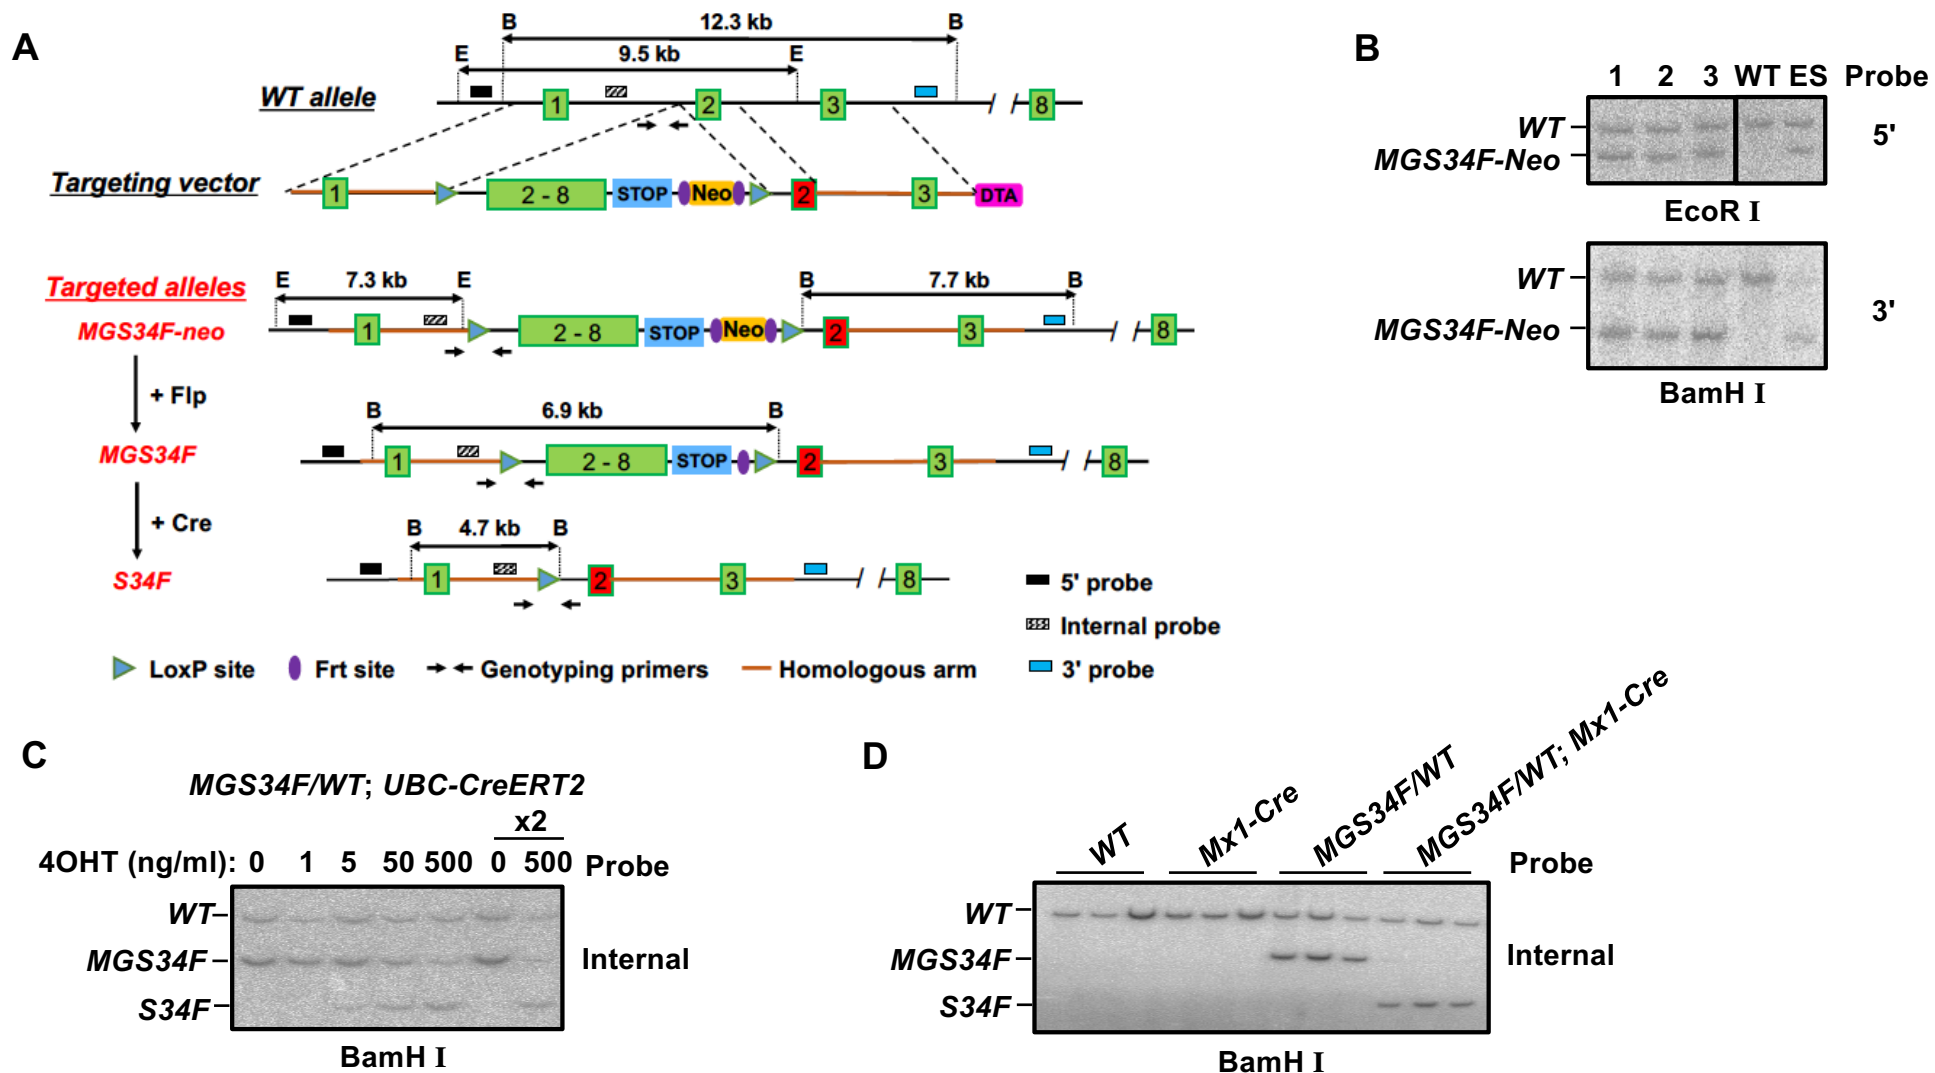 A
B 12.3 kb B
E 9.5 kb E
WT allele
1 2 3 8
Targeting vector
1 2 - 8 STOP Neo 2 3 DTA
Targeted alleles
E 7.3 kb E B 7.7 kb B
MGS34F-neo
1 2 - 8 STOP Neo 2 3 8
+ Flp
B 6.9 kb B
MGS34F
1 2 - 8 STOP 2 3 8
+ Cre
B 4.7 kb B
S34F
1 2 3 8
5' probe
Internal probe
3' probe
LoxP site Frt site Genotyping primers Homologous arm
B
1 2 3 WT ES Probe
WT
MGS34F-Neo
5'
EcoR I
WT
MGS34F-Neo
3'
BamH I
C
MGS34F/WT; UBC-CreERT2
x2
4OHT (ng/ml): 0 1 5 50 500 0 500 Probe
WT
MGS34F
S34F
Internal
BamH I
D
WT Mx1-Cre MGS34F/WT MGS34F/WT; Mx1-Cre
Probe
WT
MGS34F
S34F
Internal
BamH I